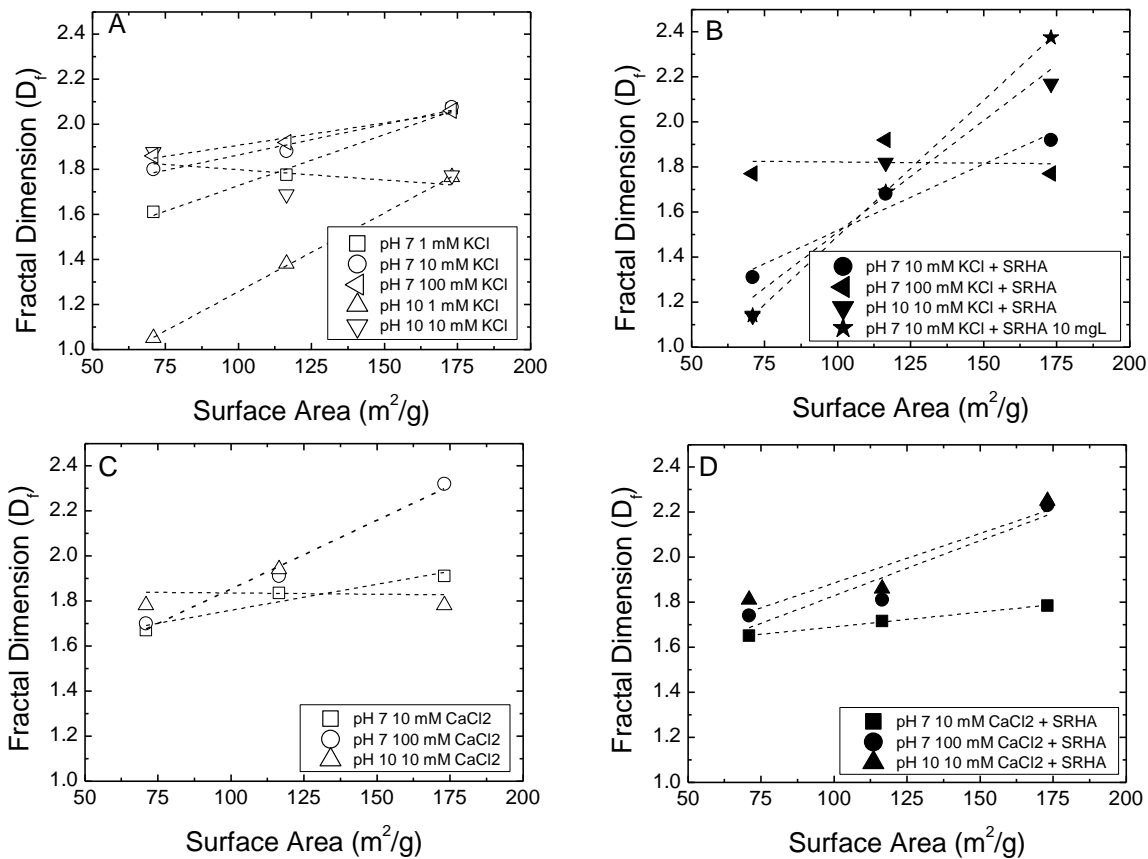 A
Fractal Dimension (D_f)
2.4
2.2
2.0
1.8
1.6
1.4
1.2
1.0
pH 7 1 mM KCl
pH 7 10 mM KCl
pH 7 100 mM KCl
pH 10 1 mM KCl
pH 10 10 mM KCl
50 75 100 125 150 175 200
Surface Area (m²/g)
B
Fractal Dimension (D_f)
2.4
2.2
2.0
1.8
1.6
1.4
1.2
1.0
pH 7 10 mM KCl + SRHA
pH 7 100 mM KCl + SRHA
pH 10 10 mM KCl + SRHA
pH 7 10 mM KCl + SRHA 10 mgL
50 75 100 125 150 175 200
Surface Area (m²/g)
C
Fractal Dimension (D_f)
2.4
2.2
2.0
1.8
1.6
1.4
1.2
1.0
pH 7 10 mM CaCl2
pH 7 100 mM CaCl2
pH 10 10 mM CaCl2
50 75 100 125 150 175 200
Surface Area (m²/g)
D
Fractal Dimension (D_f)
2.4
2.2
2.0
1.8
1.6
1.4
1.2
1.0
pH 7 10 mM CaCl2 + SRHA
pH 7 100 mM CaCl2 + SRHA
pH 10 10 mM CaCl2 + SRHA
50 75 100 125 150 175 200
Surface Area (m²/g)